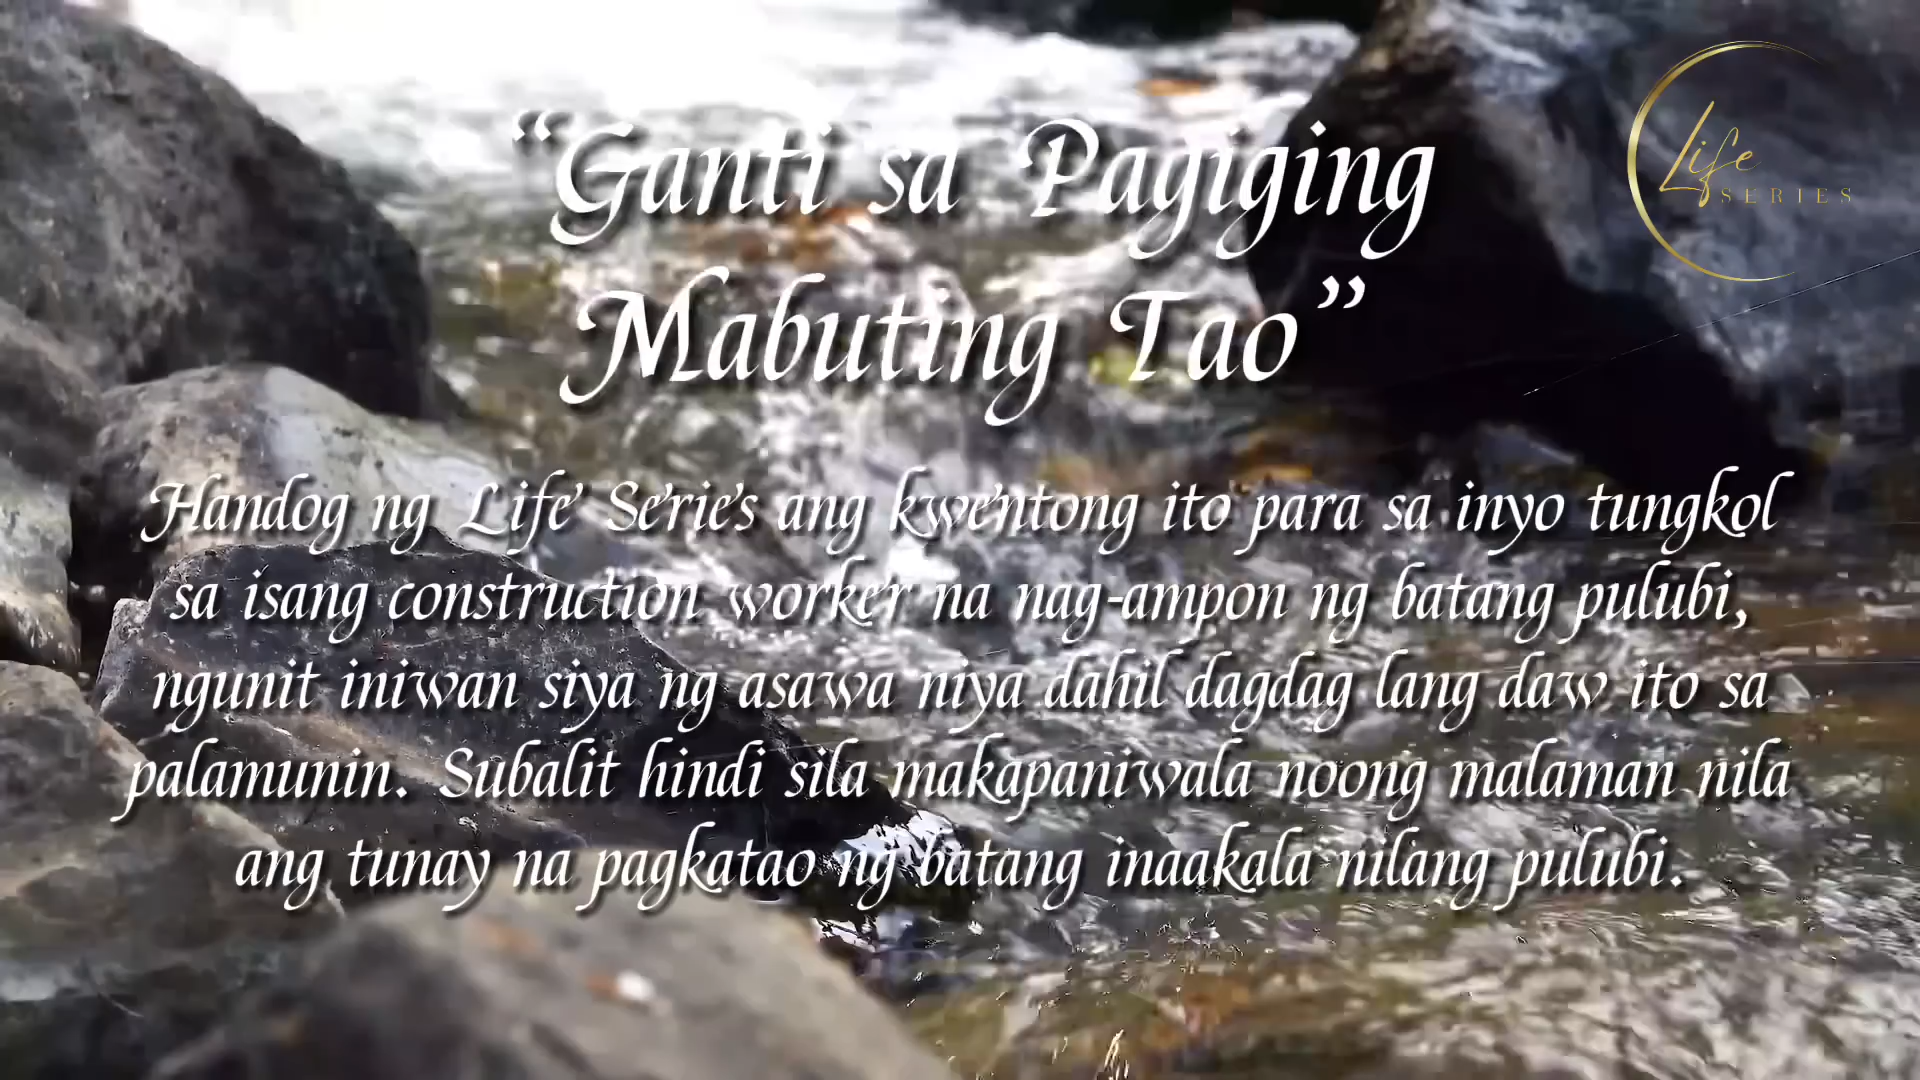 “Ganti sa Pagiging
Mabuting Tao”
Life
SERIES
Handog ng Life Series ang kwentong ito para sa inyo tungkol
sa isang construction worker na nag-ampon ng batang pulubi,
ngunit iniwan siya ng asawa niya dahil dagdag lang daw ito sa
palamunin. Subalit hindi sila makapaniwala noong malaman nila
ang tunay na pagkatao ng batang inaakala nilang pulubi.